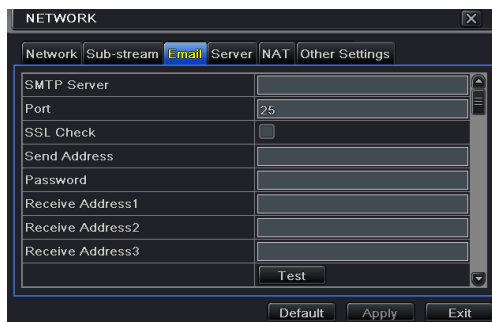 NETWORK
Network Sub-stream Email Server NAT Other Settings
SMTP Server
Port 25
SSL Check
Send Address
Password
Receive Address1
Receive Address2
Receive Address3
Test
Default Apply Exit